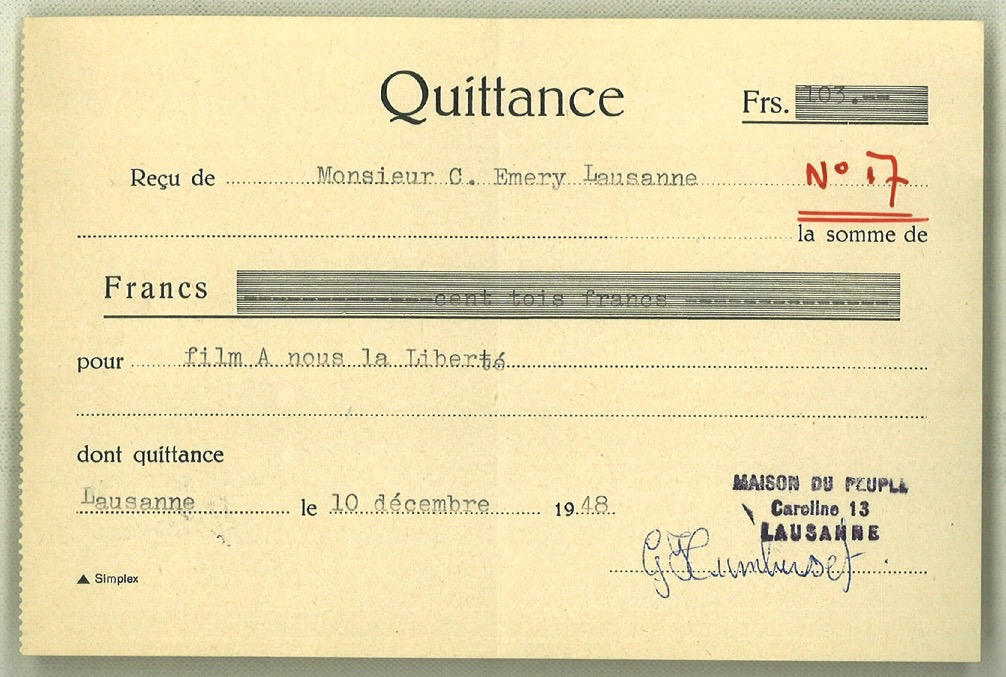 Quittance
Frs. 103.--
Reçu de Monsieur C. Emery Lausanne
No 17
la somme de
Francs cent tois francs
pour film A nous la Liberté
dont quittance
Lausanne le 10 décembre 1948
MAISON DU PEUPLE
Caroline 13
LAUSANNE
Simplex